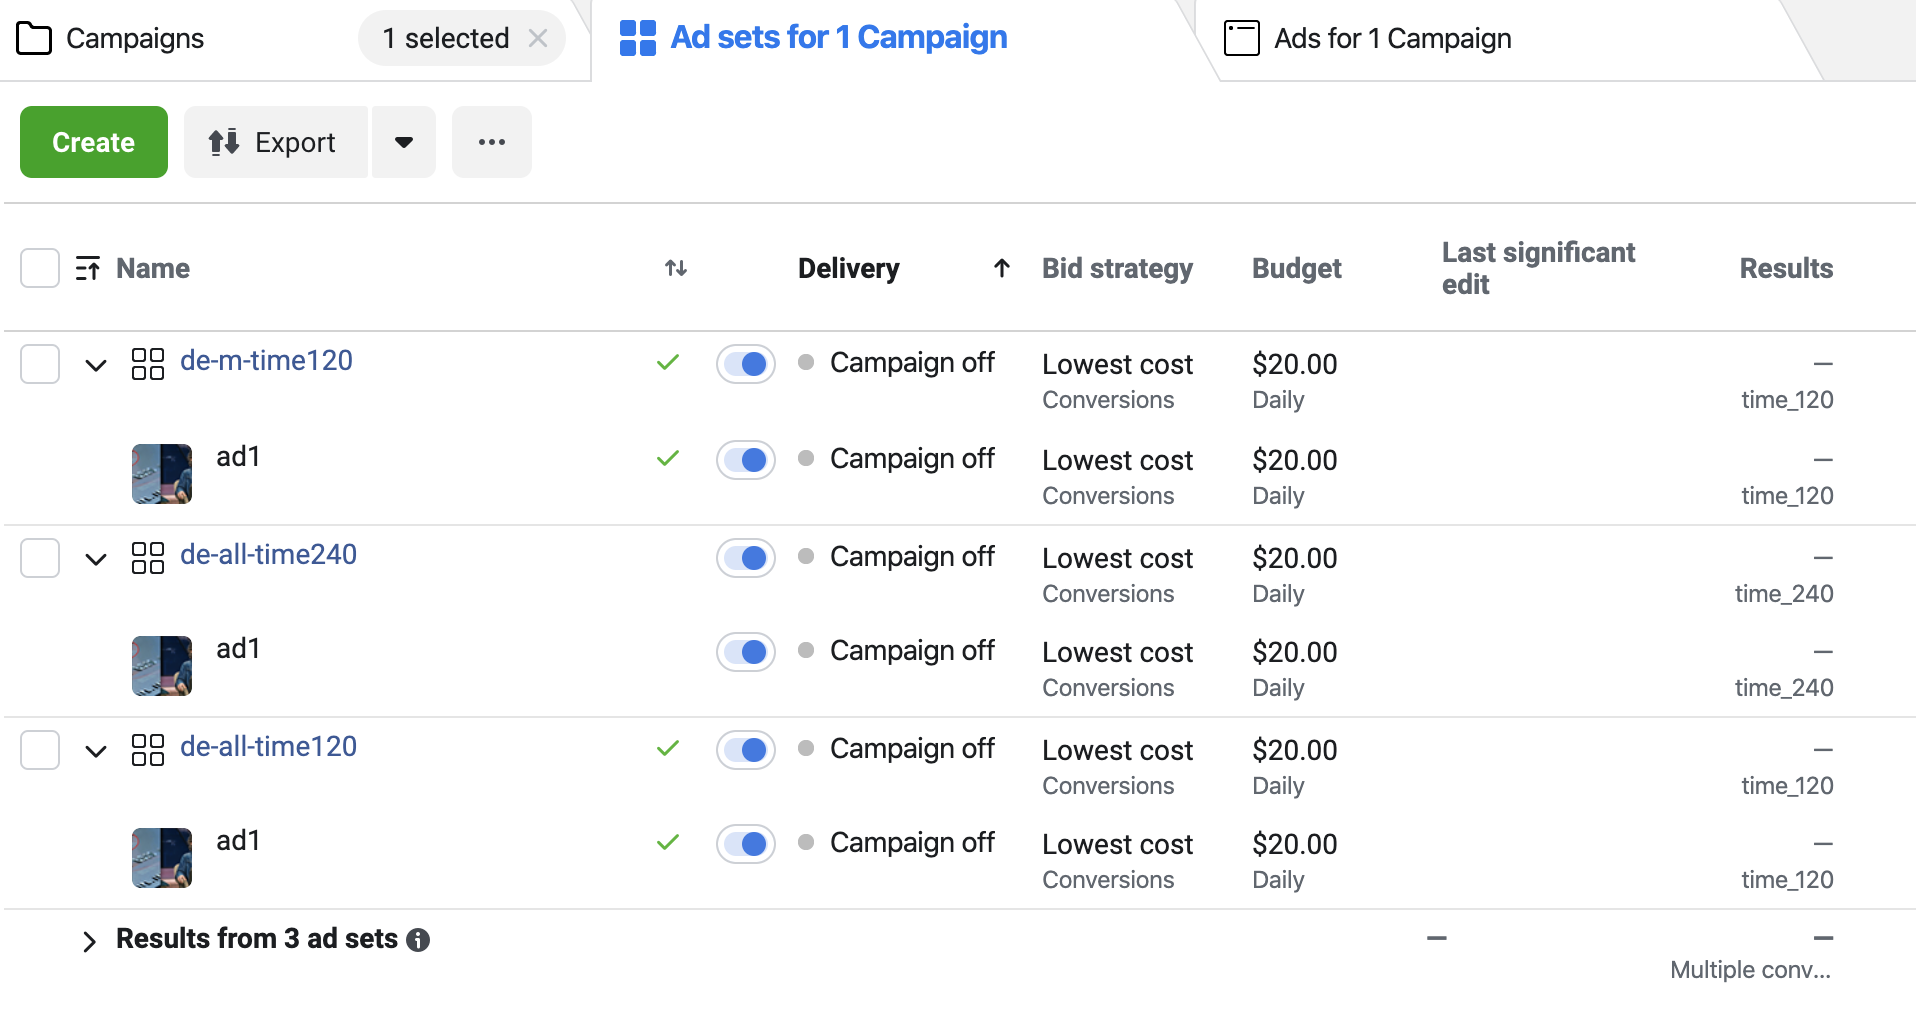 Campaigns
1 selected
Ad sets for 1 Campaign
Ads for 1 Campaign
Create
Export
Name
Delivery
Bid strategy
Budget
Last significant
edit
Results
de-m-time120
Campaign off
Lowest cost
$20.00
—
Conversions
Daily
time_120
ad1
Campaign off
Lowest cost
$20.00
—
Conversions
Daily
time_120
de-all-time240
Campaign off
Lowest cost
$20.00
—
Conversions
Daily
time_240
ad1
Campaign off
Lowest cost
$20.00
—
Conversions
Daily
time_240
de-all-time120
Campaign off
Lowest cost
$20.00
—
Conversions
Daily
time_120
ad1
Campaign off
Lowest cost
$20.00
—
Conversions
Daily
time_120
Results from 3 ad sets
—
—
Multiple conv...